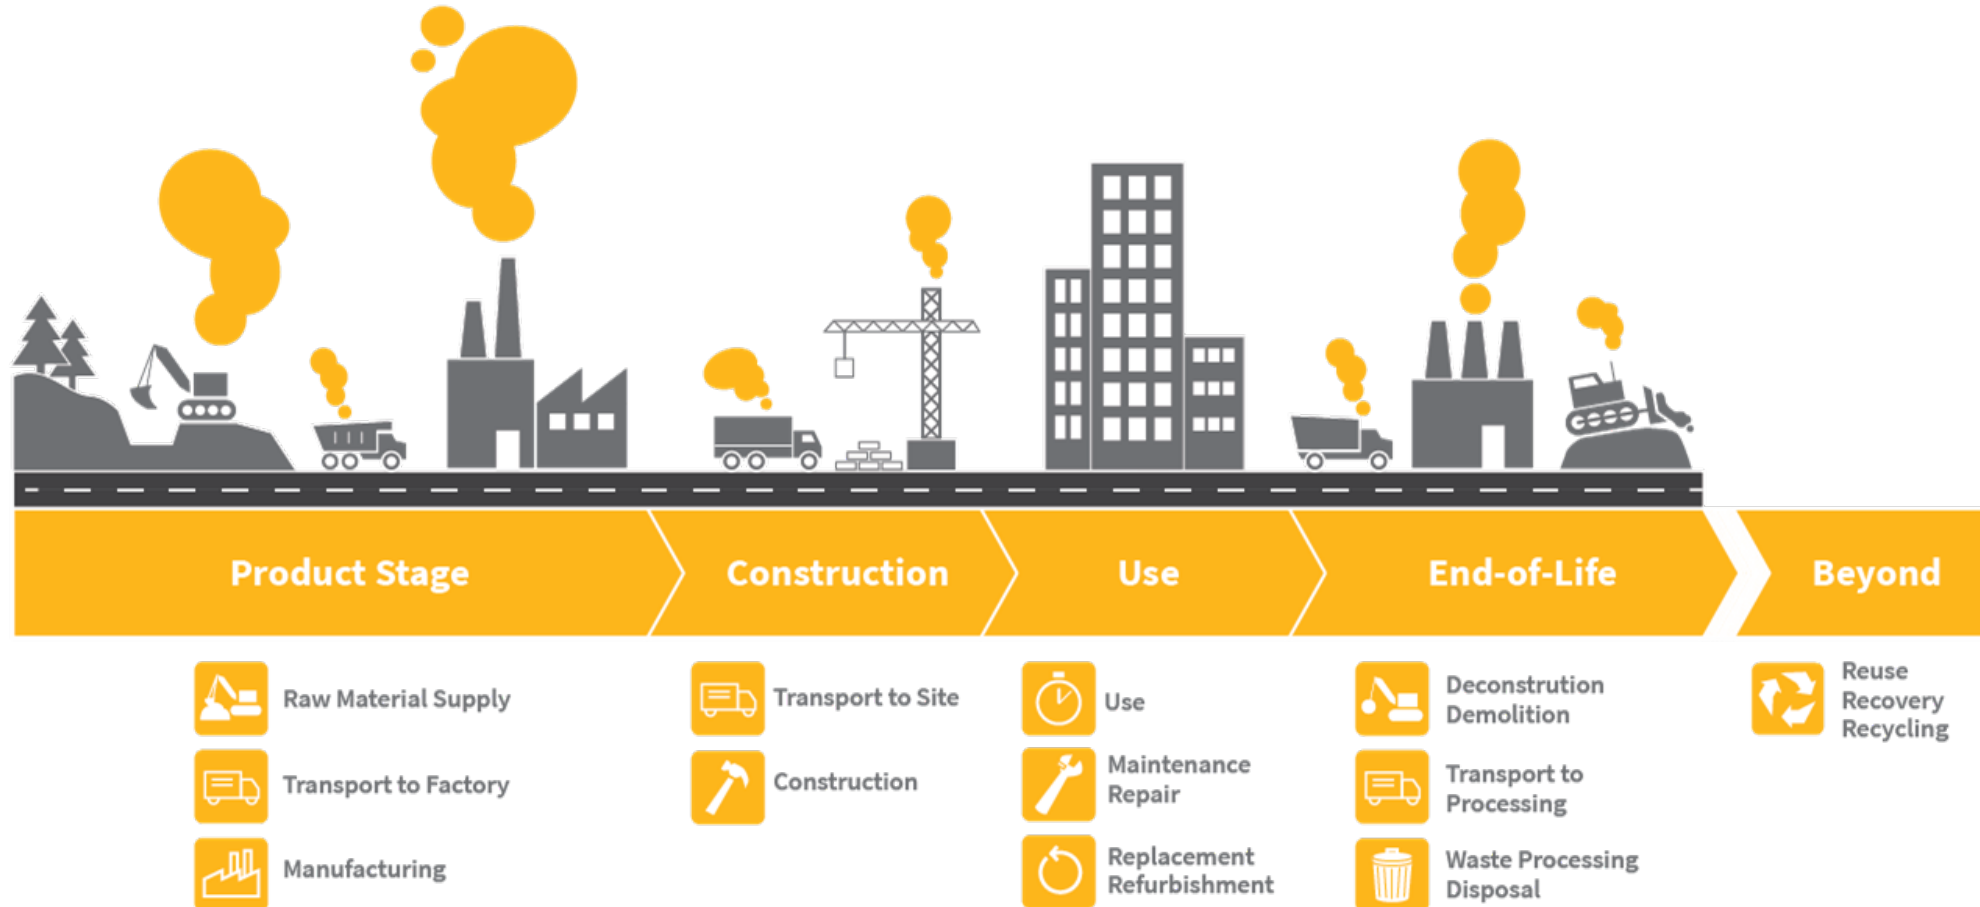 Product Stage
Construction
Use
End-of-Life
Beyond
Raw Material Supply
Transport to Factory
Manufacturing
Transport to Site
Construction
Use
Maintenance
Repair
Replacement
Refurbishment
Deconstrution
Demolition
Transport to
Processing
Waste Processing
Disposal
Reuse
Recovery
Recycling